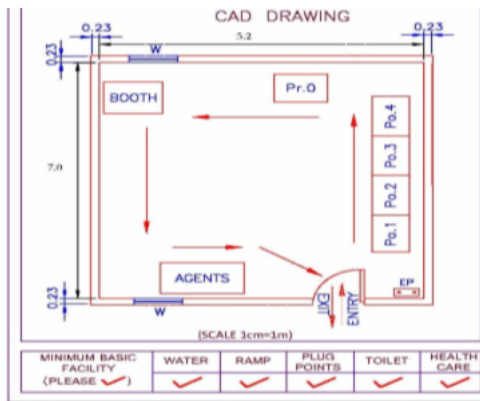 CAD DRAWING
0.23
5.2
0.23
0.23
W
BOOTH
Pr.O
Po.4
Po.3
Po.2
Po.1
7.0
AGENTS
EP
EXIT
ENTRY
0.23
W
(SCALE 1cm=1m)
MINIMUM BASIC FACILITY (PLEASE ✓)
WATER
RAMP
PLUG POINTS
TOILET
HEALTH CARE
✓ ✓ ✓ ✓ ✓